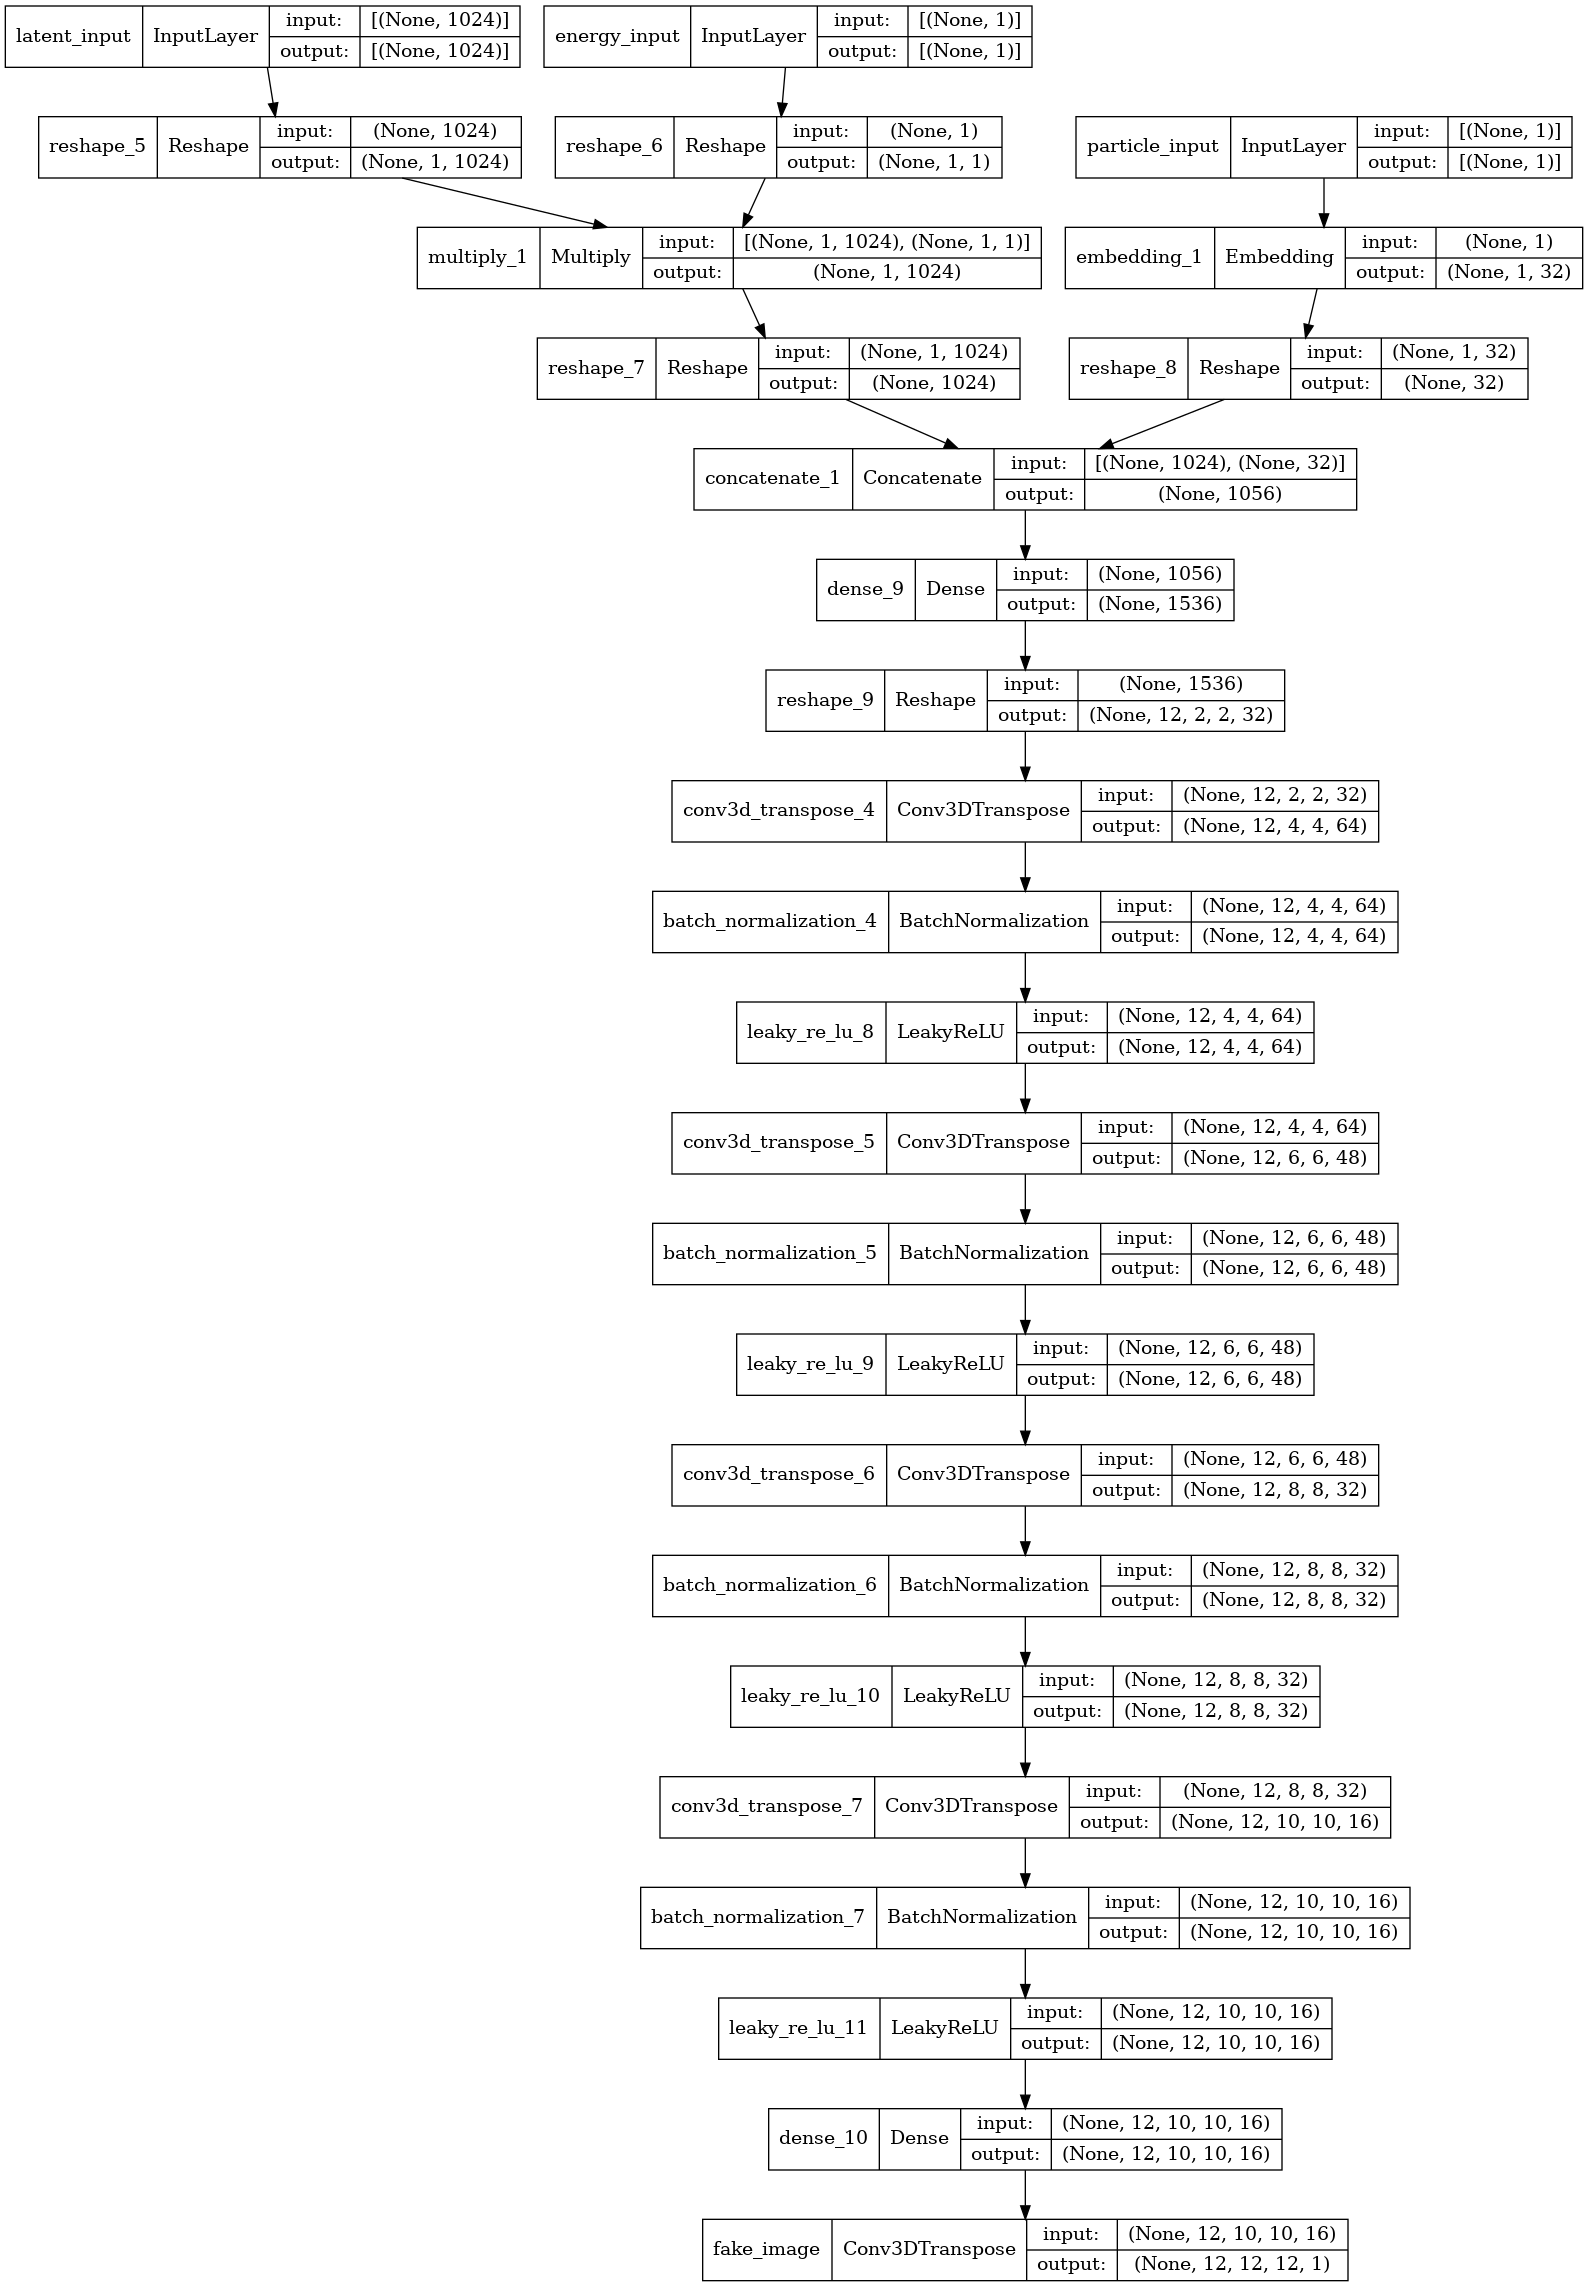 latent_input InputLayer input: [(None, 1024)]
output: [(None, 1024)]
energy_input InputLayer input: [(None, 1)]
output: [(None, 1)]
reshape_5 Reshape input: (None, 1024)
output: (None, 1, 1024)
reshape_6 Reshape input: (None, 1)
output: (None, 1, 1)
particle_input InputLayer input: [(None, 1)]
output: [(None, 1)]
multiply_1 Multiply input: [(None, 1, 1024), (None, 1, 1)]
output: (None, 1, 1024)
embedding_1 Embedding input: (None, 1)
output: (None, 1, 32)
reshape_7 Reshape input: (None, 1, 1024)
output: (None, 1024)
reshape_8 Reshape input: (None, 1, 32)
output: (None, 32)
concatenate_1 Concatenate input: [(None, 1024), (None, 32)]
output: (None, 1056)
dense_9 Dense input: (None, 1056)
output: (None, 1536)
reshape_9 Reshape input: (None, 1536)
output: (None, 12, 2, 2, 32)
conv3d_transpose_4 Conv3DTranspose input: (None, 12, 2, 2, 32)
output: (None, 12, 4, 4, 64)
batch_normalization_4 BatchNormalization input: (None, 12, 4, 4, 64)
output: (None, 12, 4, 4, 64)
leaky_re_lu_8 LeakyReLU input: (None, 12, 4, 4, 64)
output: (None, 12, 4, 4, 64)
conv3d_transpose_5 Conv3DTranspose input: (None, 12, 4, 4, 64)
output: (None, 12, 6, 6, 48)
batch_normalization_5 BatchNormalization input: (None, 12, 6, 6, 48)
output: (None, 12, 6, 6, 48)
leaky_re_lu_9 LeakyReLU input: (None, 12, 6, 6, 48)
output: (None, 12, 6, 6, 48)
conv3d_transpose_6 Conv3DTranspose input: (None, 12, 6, 6, 48)
output: (None, 12, 8, 8, 32)
batch_normalization_6 BatchNormalization input: (None, 12, 8, 8, 32)
output: (None, 12, 8, 8, 32)
leaky_re_lu_10 LeakyReLU input: (None, 12, 8, 8, 32)
output: (None, 12, 8, 8, 32)
conv3d_transpose_7 Conv3DTranspose input: (None, 12, 8, 8, 32)
output: (None, 12, 10, 10, 16)
batch_normalization_7 BatchNormalization input: (None, 12, 10, 10, 16)
output: (None, 12, 10, 10, 16)
leaky_re_lu_11 LeakyReLU input: (None, 12, 10, 10, 16)
output: (None, 12, 10, 10, 16)
dense_10 Dense input: (None, 12, 10, 10, 16)
output: (None, 12, 10, 10, 16)
fake_image Conv3DTranspose input: (None, 12, 10, 10, 16)
output: (None, 12, 12, 12, 1)